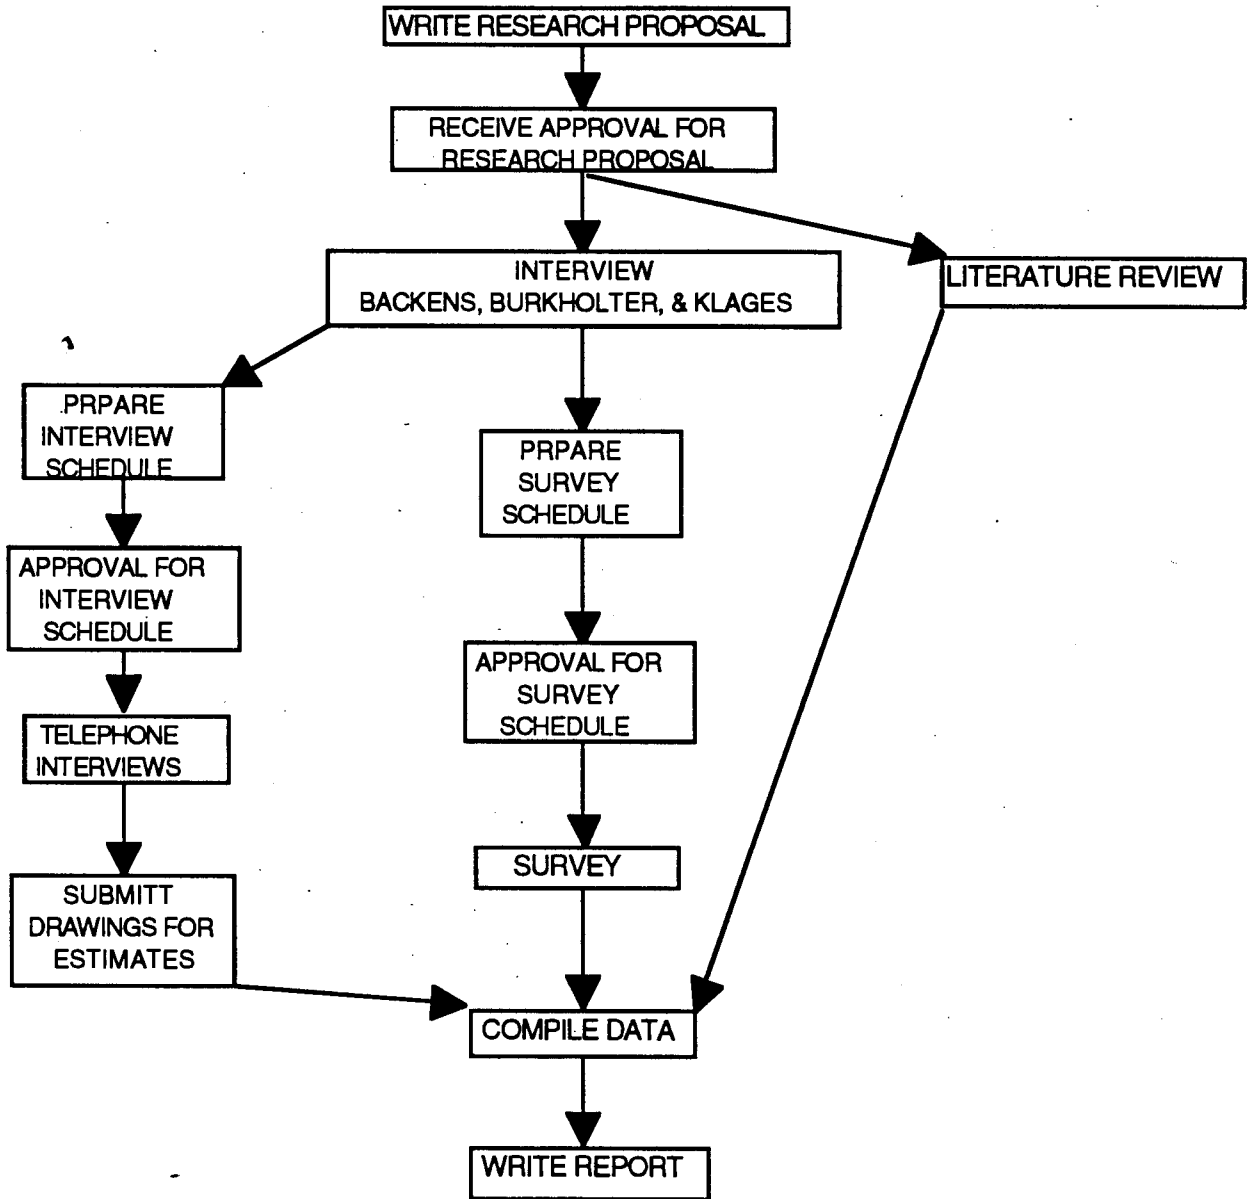 WRITE RESEARCH PROPOSAL
RECEIVE APPROVAL FOR
RESEARCH PROPOSAL
INTERVIEW
BACKENS, BURKHOLTER, & KLAGES
LITERATURE REVIEW
PRPARE
INTERVIEW
SCHEDULE
PRPARE
SURVEY
SCHEDULE
APPROVAL FOR
INTERVIEW
SCHEDULE
APPROVAL FOR
SURVEY
SCHEDULE
TELEPHONE
INTERVIEWS
SURVEY
SUBMITT
DRAWINGS FOR
ESTIMATES
COMPILE DATA
WRITE REPORT